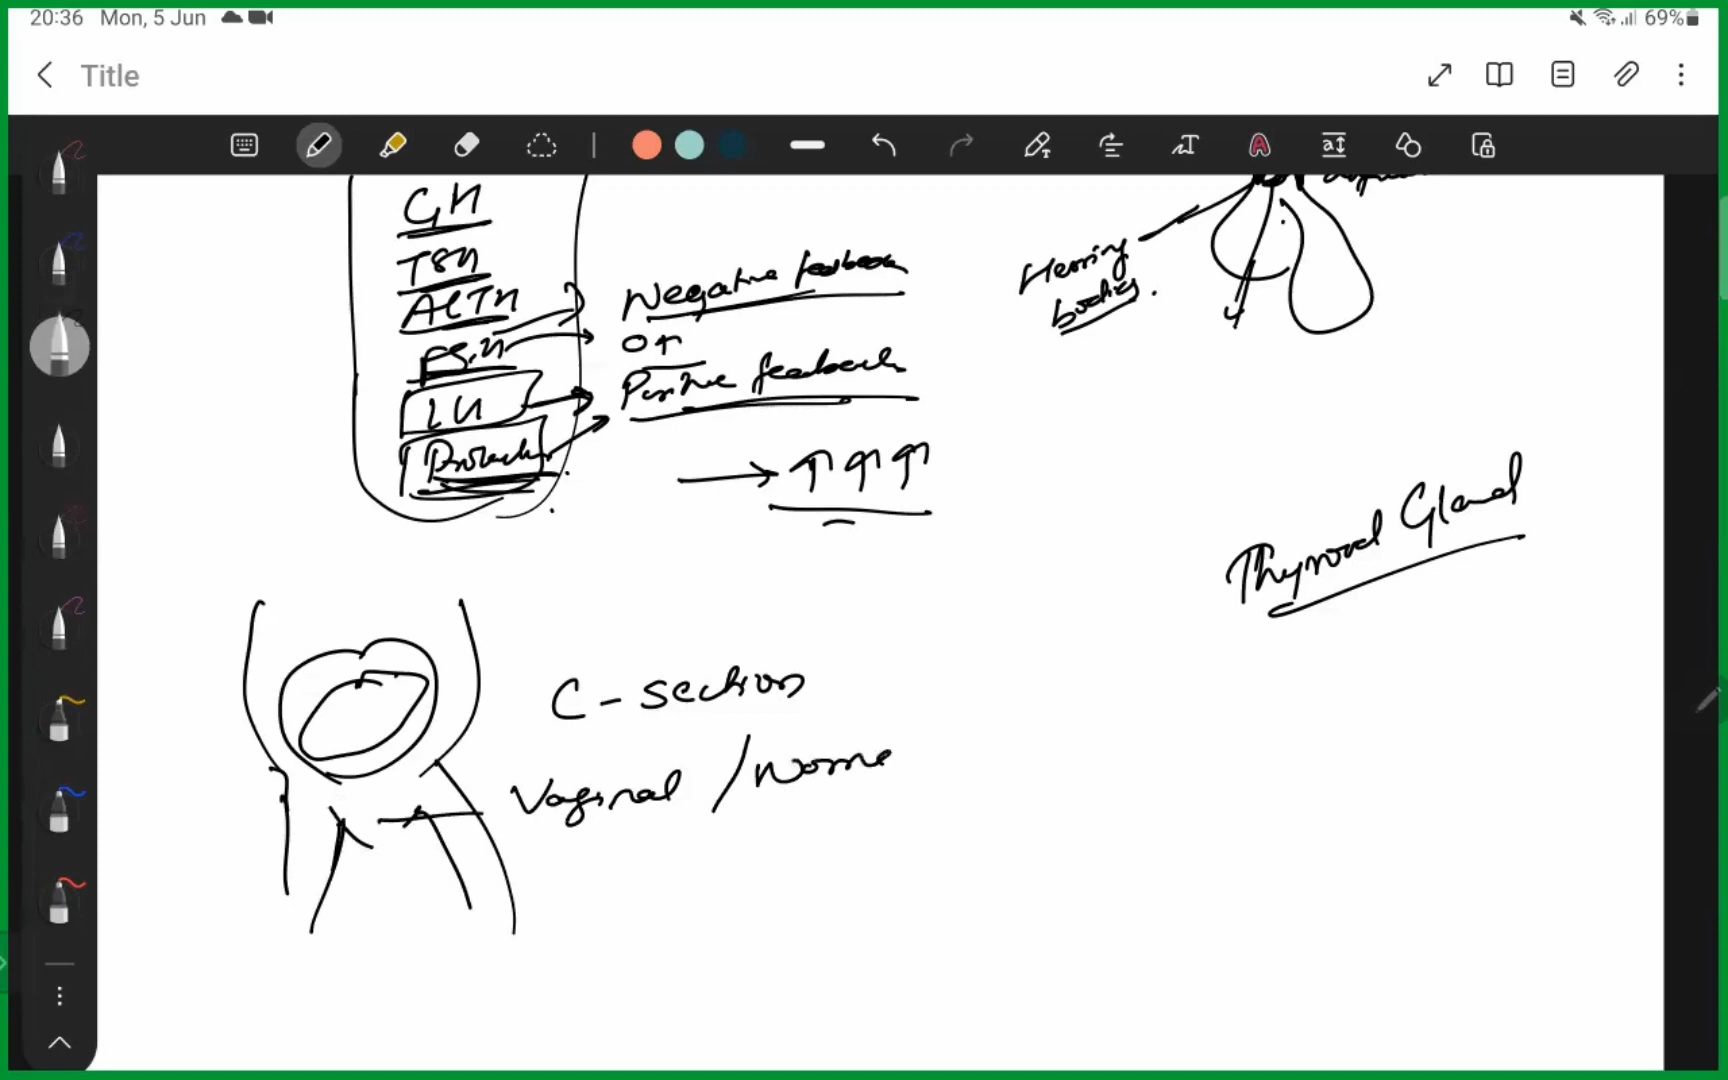 20:36 Mon, 5 Jun
69%
Title
GH
TSH
ACTH
FSH
LH
Prolactin
Negative feedback
or
Positive feedback
Herring
bodies.
Thyroid Gland
C - section
Vaginal / Norma